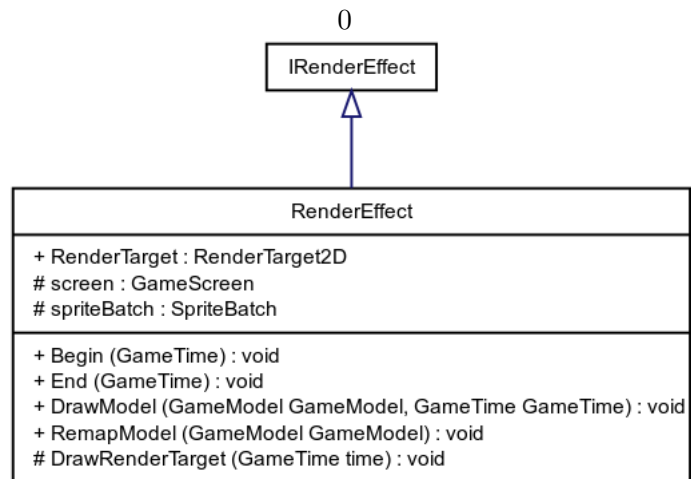 0
IRenderEffect
RenderEffect
+ RenderTarget : RenderTarget2D
# screen : GameScreen
# spriteBatch : SpriteBatch
+ Begin (GameTime) : void
+ End (GameTime) : void
+ DrawModel (GameModel GameModel, GameTime GameTime) : void
+ RemapModel (GameModel GameModel) : void
# DrawRenderTarget (GameTime time) : void